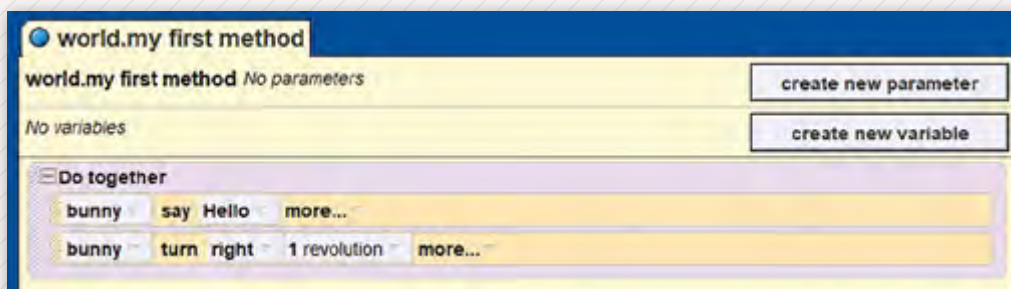 world.my first method
world.my first method No parameters
create new parameter
No variables
create new variable
Do together
bunny say Hello more...
bunny turn right 1 revolution more...